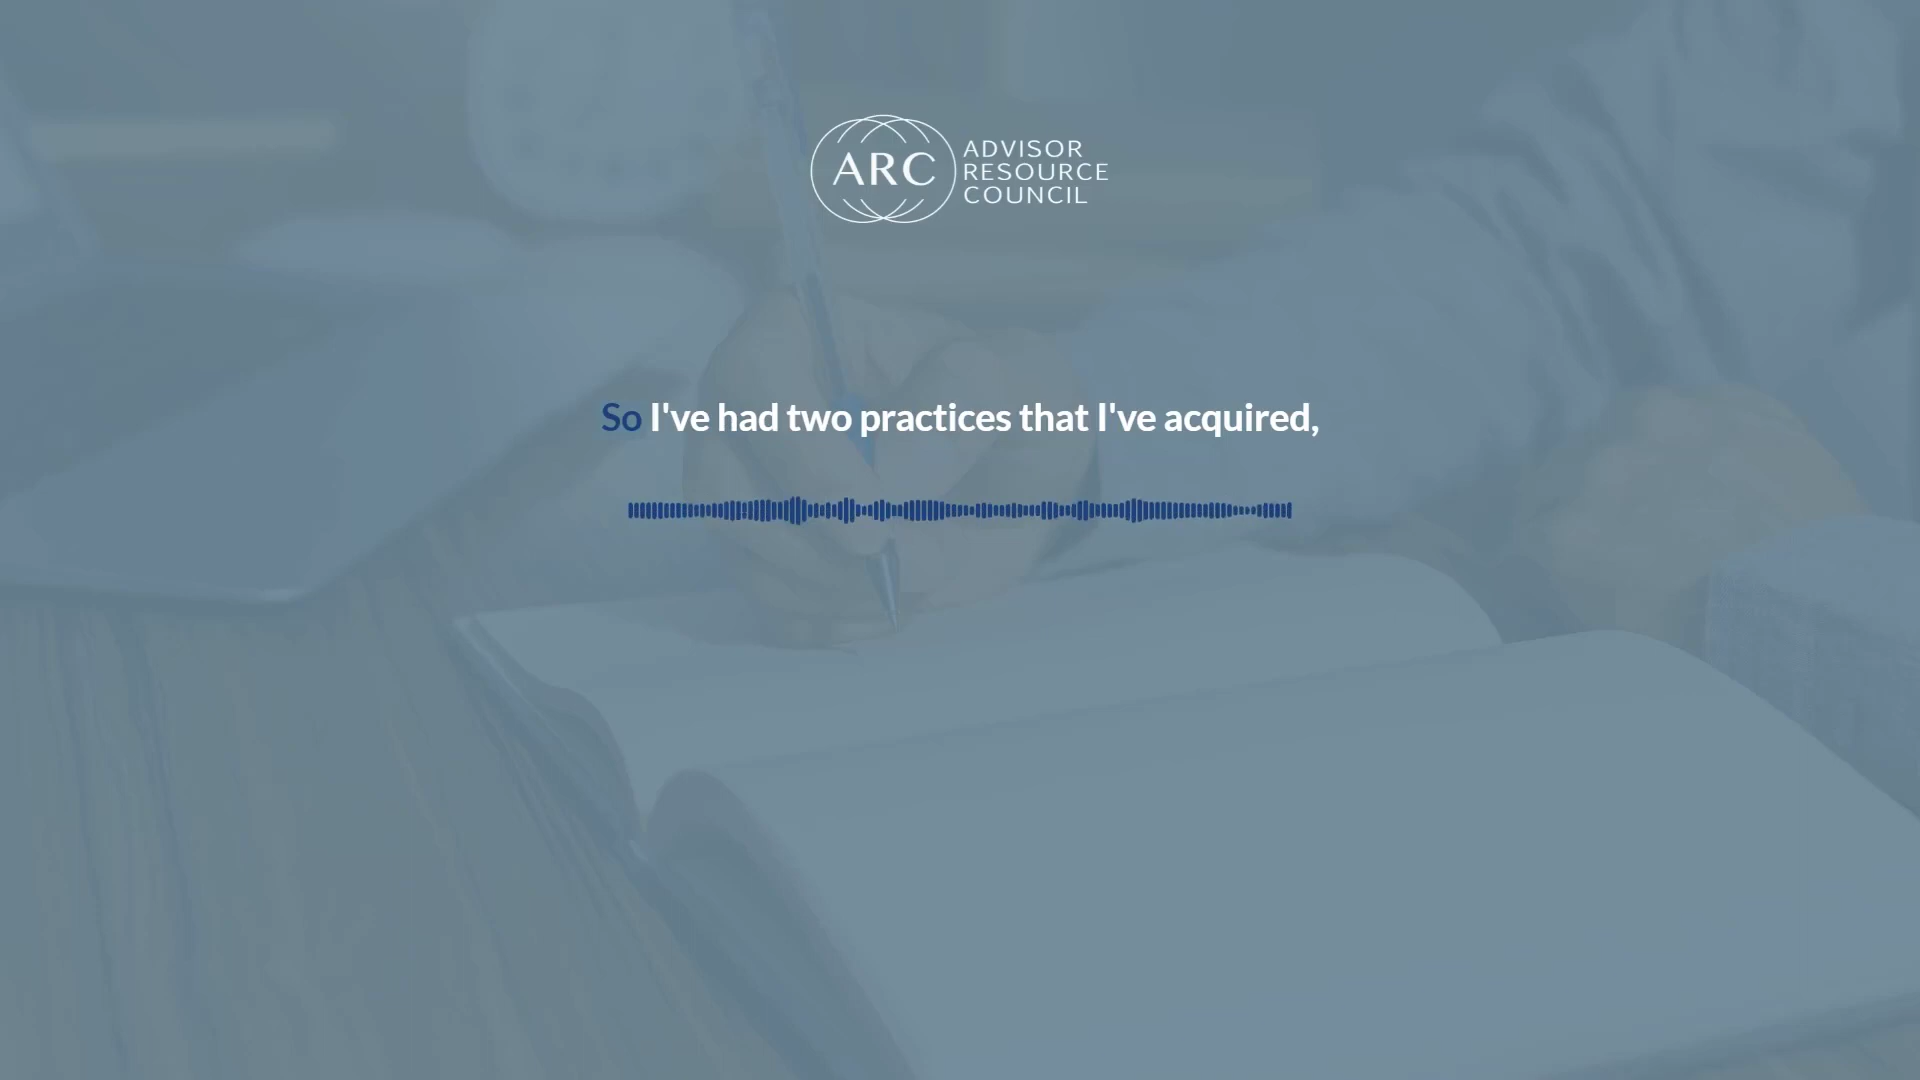 ARC
ADVISOR
RESOURCE
COUNCIL
So I've had two practices that I've acquired,